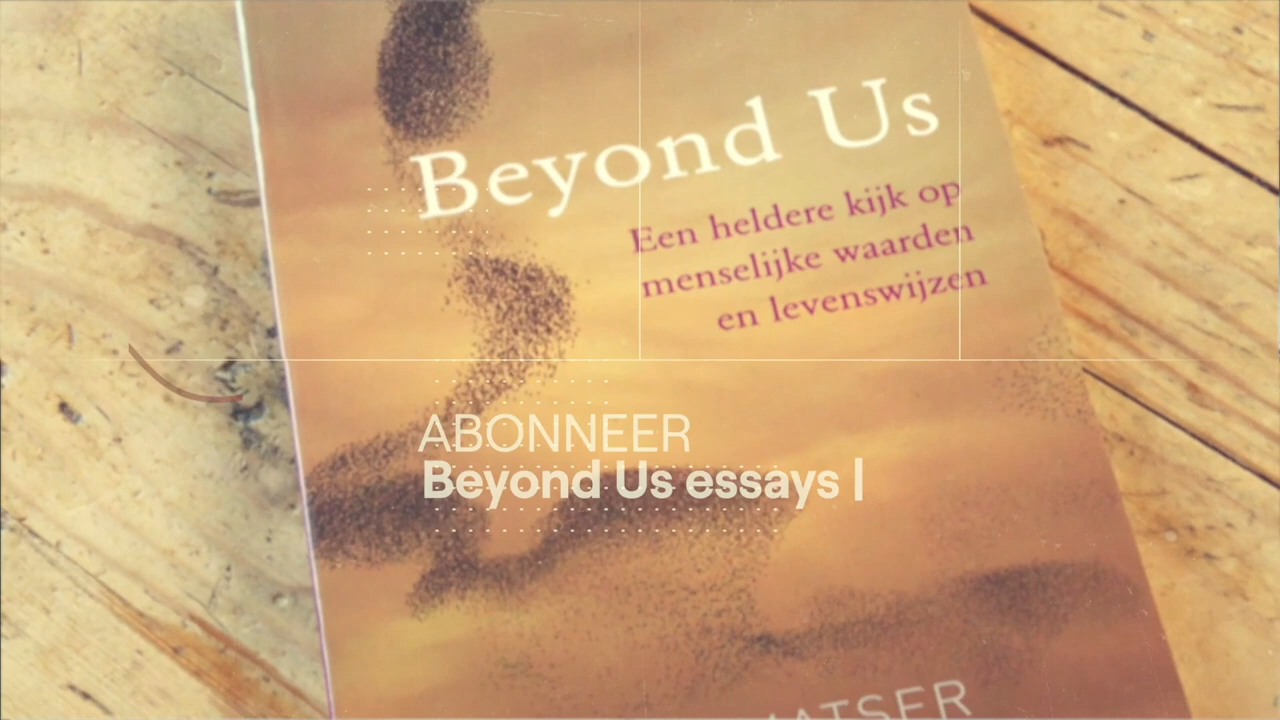 Beyond Us
Een heldere kijk op
menselijke waarden
en levenswijzen
ABONNEER
Beyond Us essays |